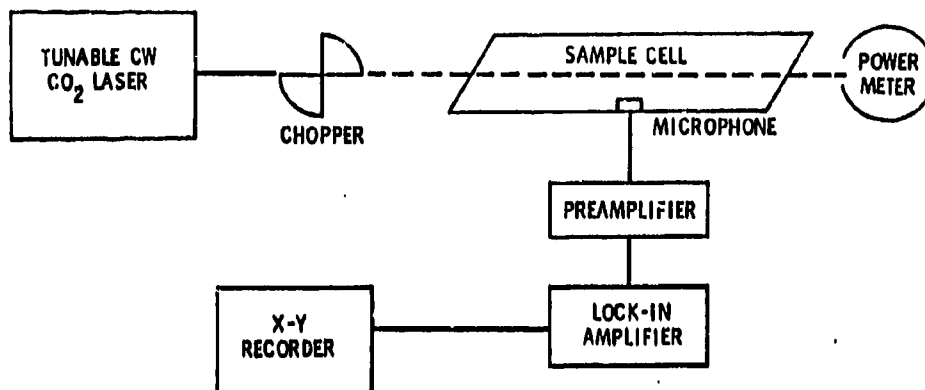 TUNABLE CW
CO2 LASER
CHOPPER
SAMPLE CELL
MICROPHONE
POWER
METER
PREAMPLIFIER
LOCK-IN
AMPLIFIER
X-Y
RECORDER